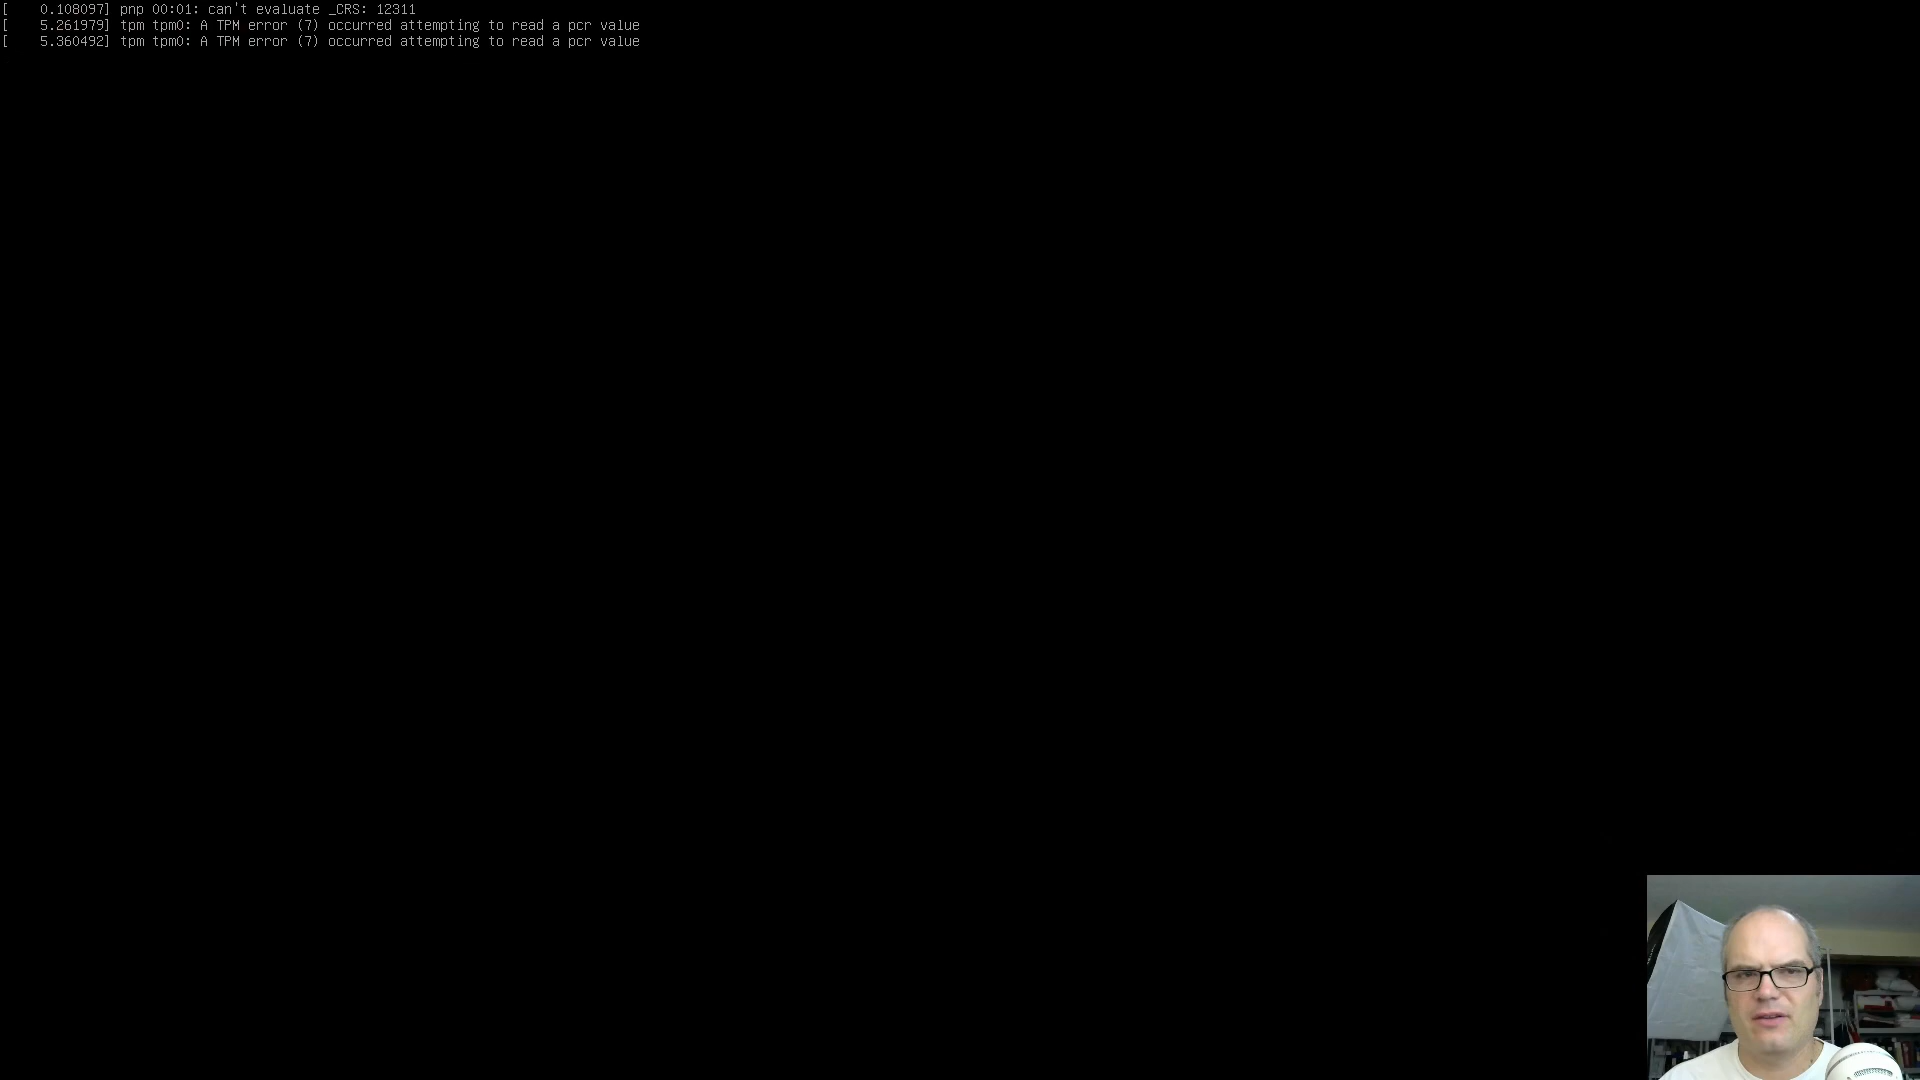 [    0.108097] pnp 00:01: can't evaluate _CRS: 12311
[    5.261979] tpm tpm0: A TPM error (7) occurred attempting to read a pcr value
[    5.360492] tpm tpm0: A TPM error (7) occurred attempting to read a pcr value